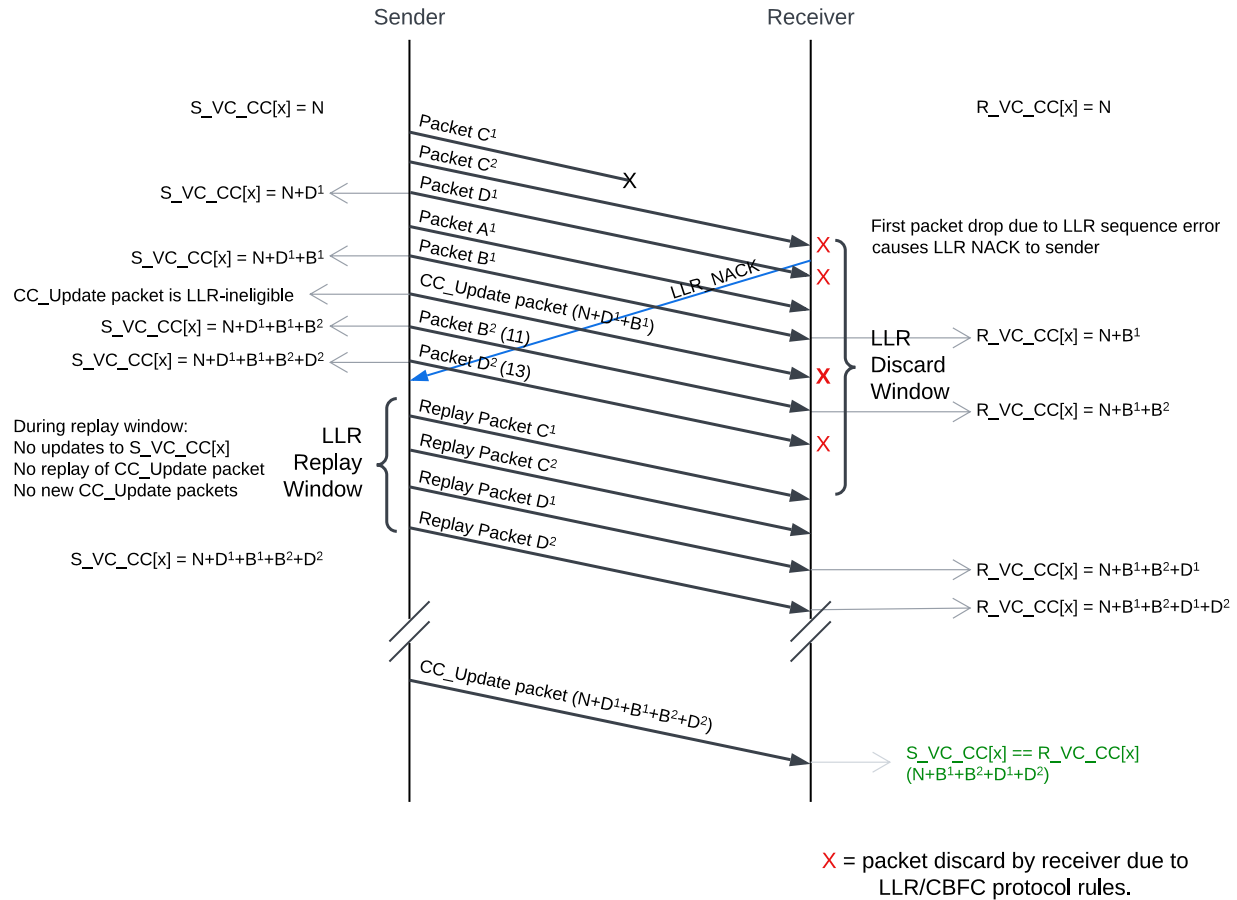 Sender
Receiver
S_VC_CC[x] = N
R_VC_CC[x] = N
Packet C¹
Packet C²
X
S_VC_CC[x] = N+D¹
Packet D¹
Packet A¹
First packet drop due to LLR sequence error
causes LLR NACK to sender
X
S_VC_CC[x] = N+D¹+B¹
Packet B¹
LLR_NACK
X
CC_Update packet is LLR-ineligible
CC_Update packet (N+D¹+B¹)
S_VC_CC[x] = N+D¹+B¹+B²
Packet B² (11)
R_VC_CC[x] = N+B¹
S_VC_CC[x] = N+D¹+B¹+B²+D²
Packet D² (13)
X
LLR
Discard
Window
R_VC_CC[x] = N+B¹+B²
X
During replay window:
No updates to S_VC_CC[x]
No replay of CC_Update packet
No new CC_Update packets
LLR
Replay
Window
Replay Packet C¹
Replay Packet C²
Replay Packet D¹
Replay Packet D²
S_VC_CC[x] = N+D¹+B¹+B²+D²
R_VC_CC[x] = N+B¹+B²+D¹
R_VC_CC[x] = N+B¹+B²+D¹+D²
CC_Update packet (N+D¹+B¹+B²+D²)
S_VC_CC[x] == R_VC_CC[x]
(N+B¹+B²+D¹+D²)
X = packet discard by receiver due to
LLR/CBFC protocol rules.